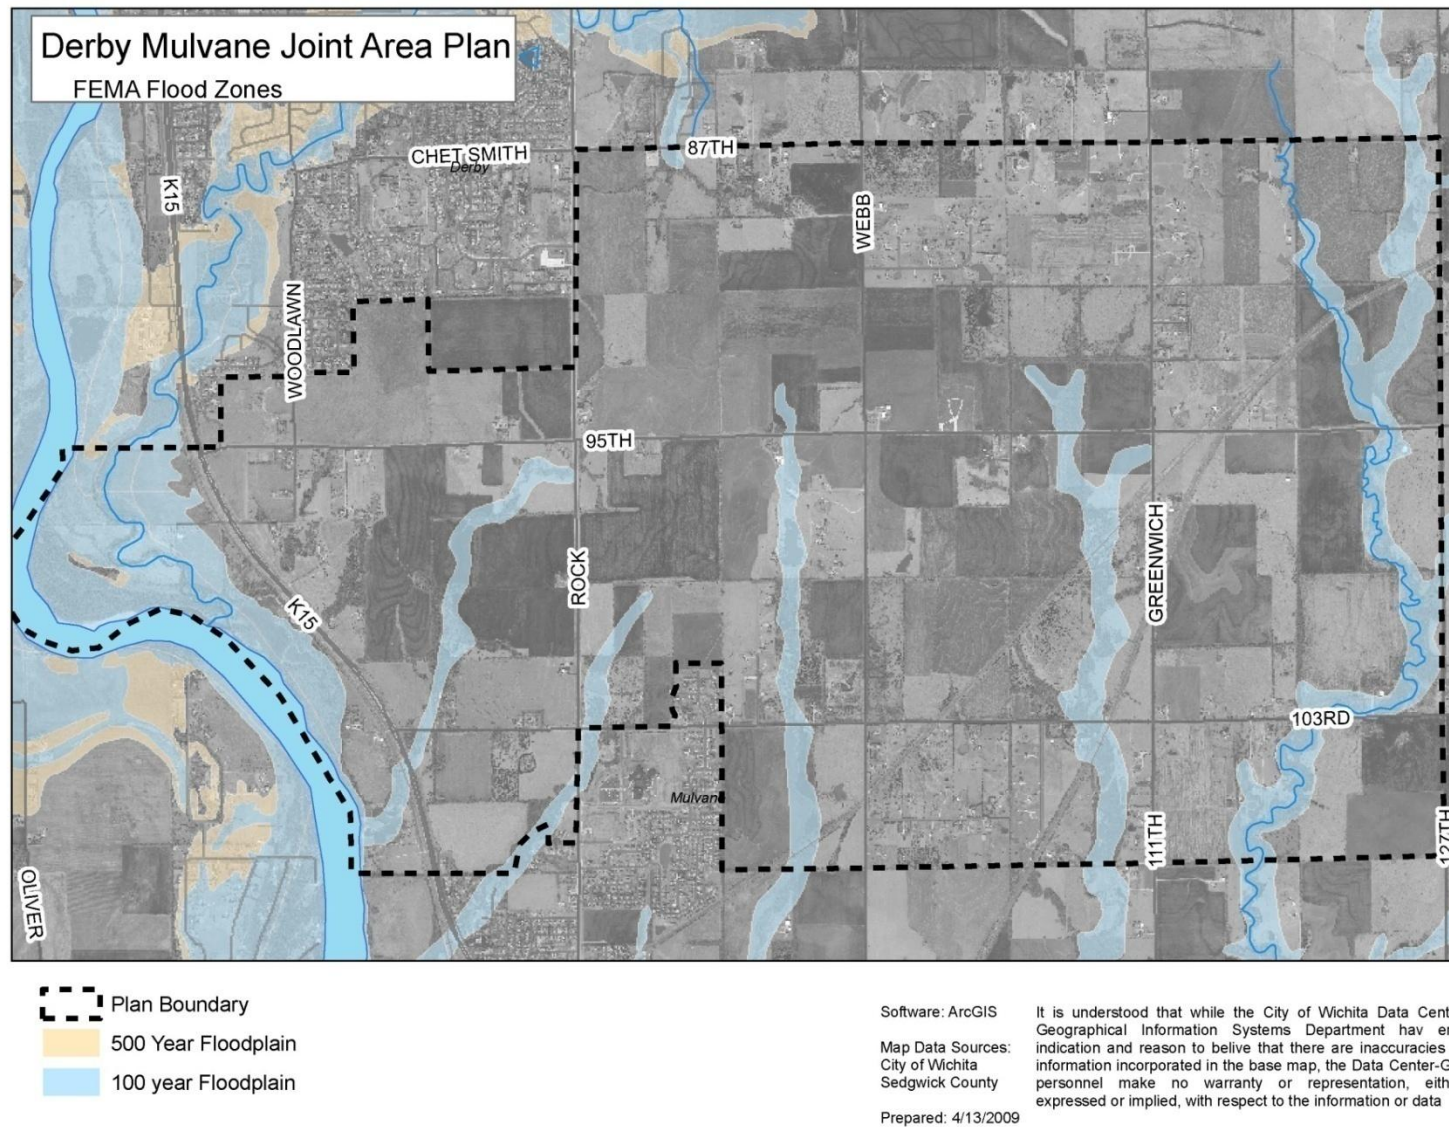 Derby Mulvane Joint Area Plan
FEMA Flood Zones
CHET SMITH
Derby
87TH
K15
WEBB
WOODLAWN
95TH
ROCK
GREENWICH
K15
103RD
Mulvane
111TH
127TH
OLIVER
Plan Boundary
500 Year Floodplain
100 year Floodplain
Software: ArcGIS
Map Data Sources:
City of Wichita
Sedgwick County
Prepared: 4/13/2009
It is understood that while the City of Wichita Data Cent
Geographical Information Systems Department hav en
indication and reason to belive that there are inaccuracies
information incorporated in the base map, the Data Center-G
personnel make no warranty or representation, eith
expressed or implied, with respect to the information or data